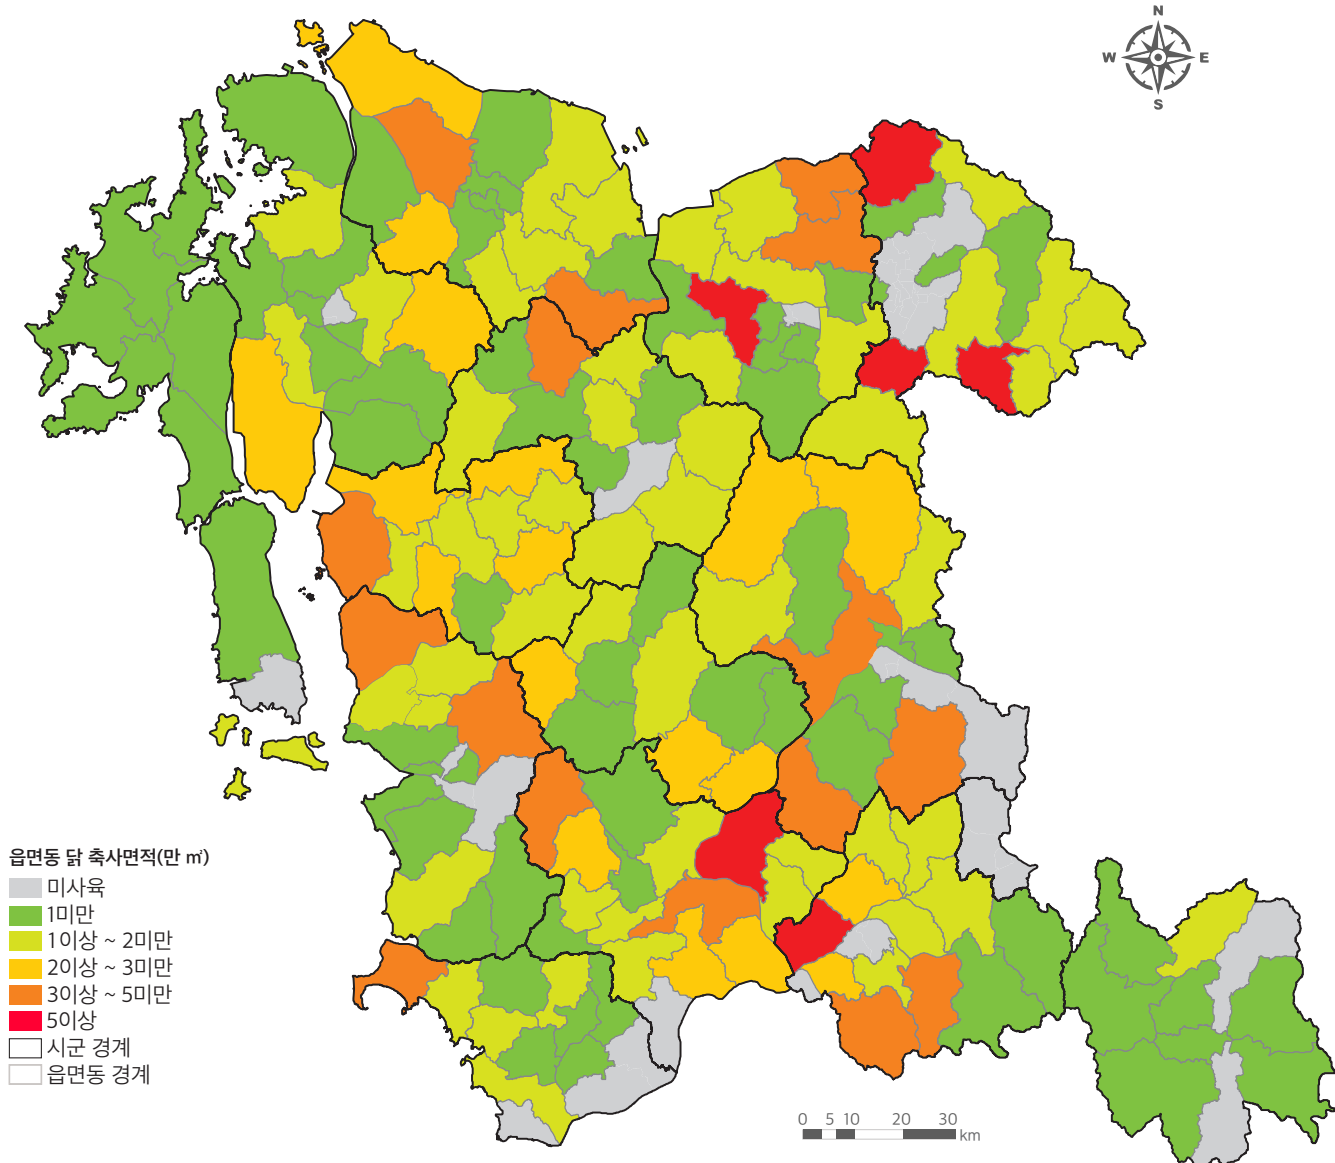 N
W E
S
읍면동 닭 축사면적(만 ㎡)
미사육
1미만
1이상 ~ 2미만
2이상 ~ 3미만
3이상 ~ 5미만
5이상
시군 경계
읍면동 경계
0 5 10 20 30
km